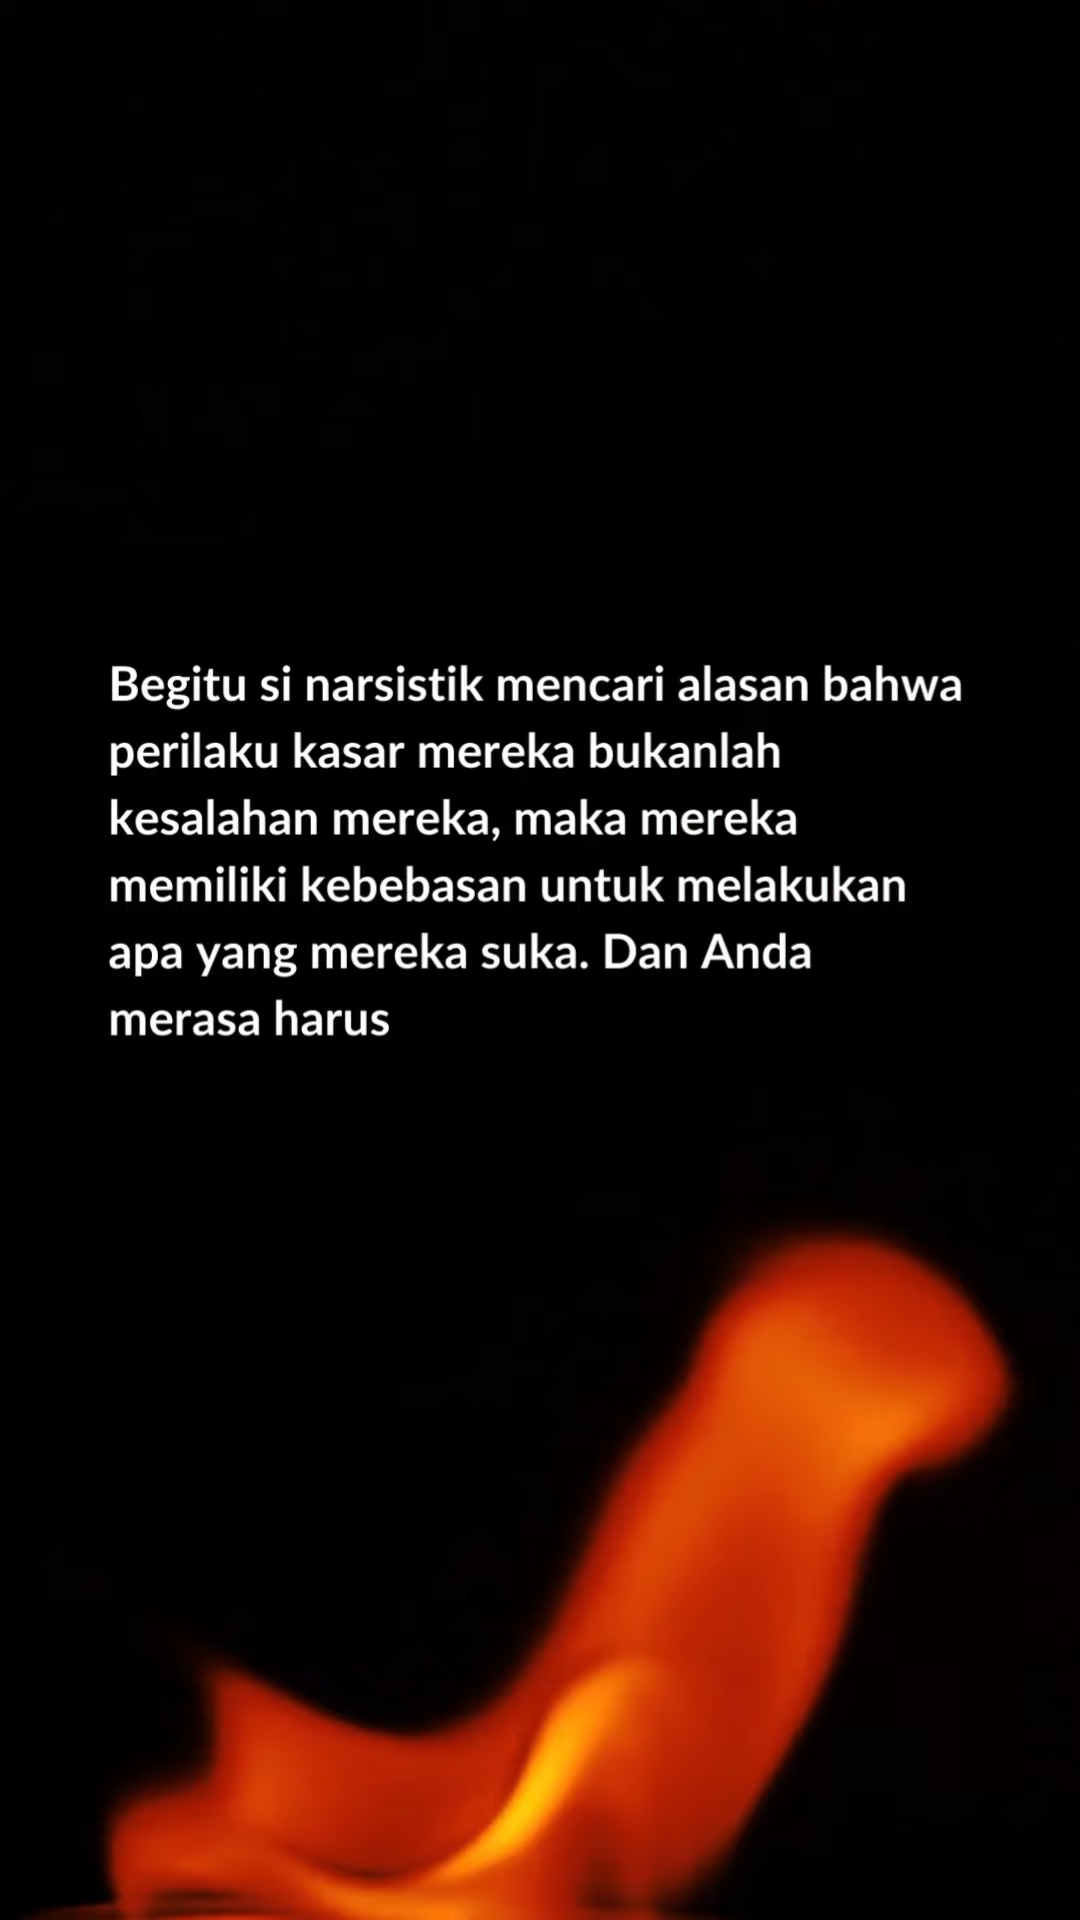 Begitu si narsistik mencari alasan bahwa
perilaku kasar mereka bukanlah
kesalahan mereka, maka mereka
memiliki kebebasan untuk melakukan
apa yang mereka suka. Dan Anda
merasa harus